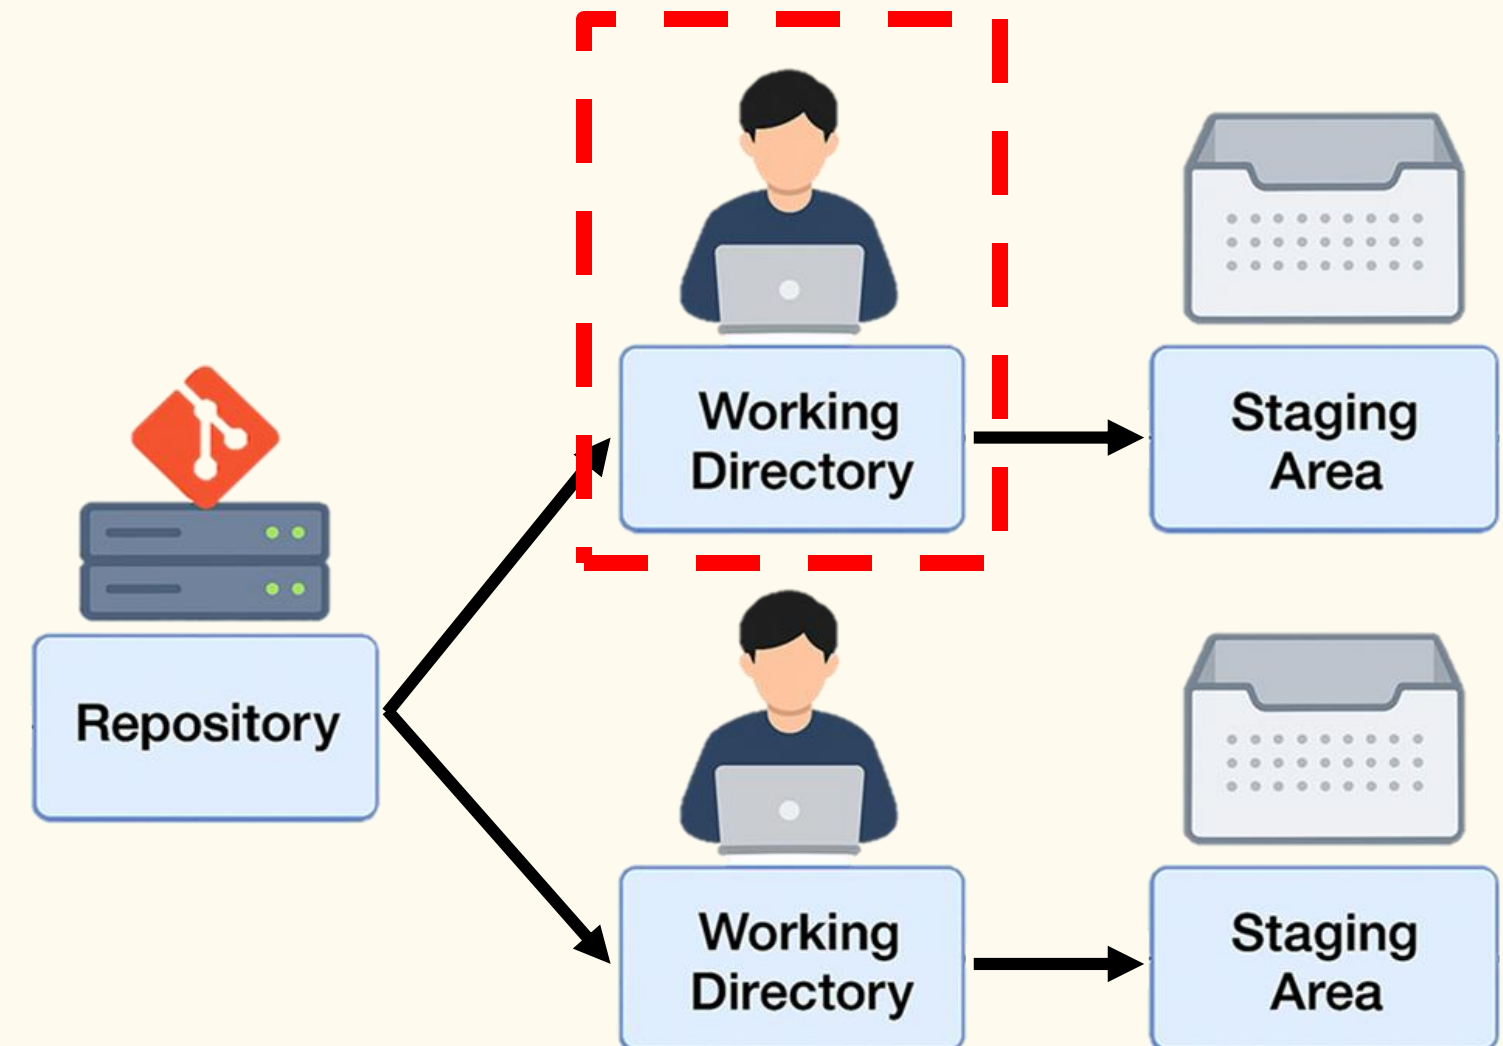 Working
Directory
Staging
Area
Repository
Working
Directory
Staging
Area